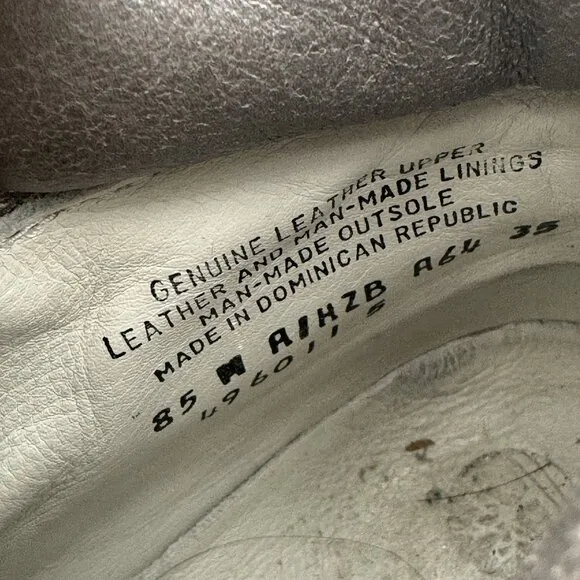 GENUINE LEATHER UPPER
LEATHER AND MAN-MADE LININGS
MAN-MADE OUTSOLE
MADE IN DOMINICAN REPUBLIC
85 M A1HZB A64 35
4960115